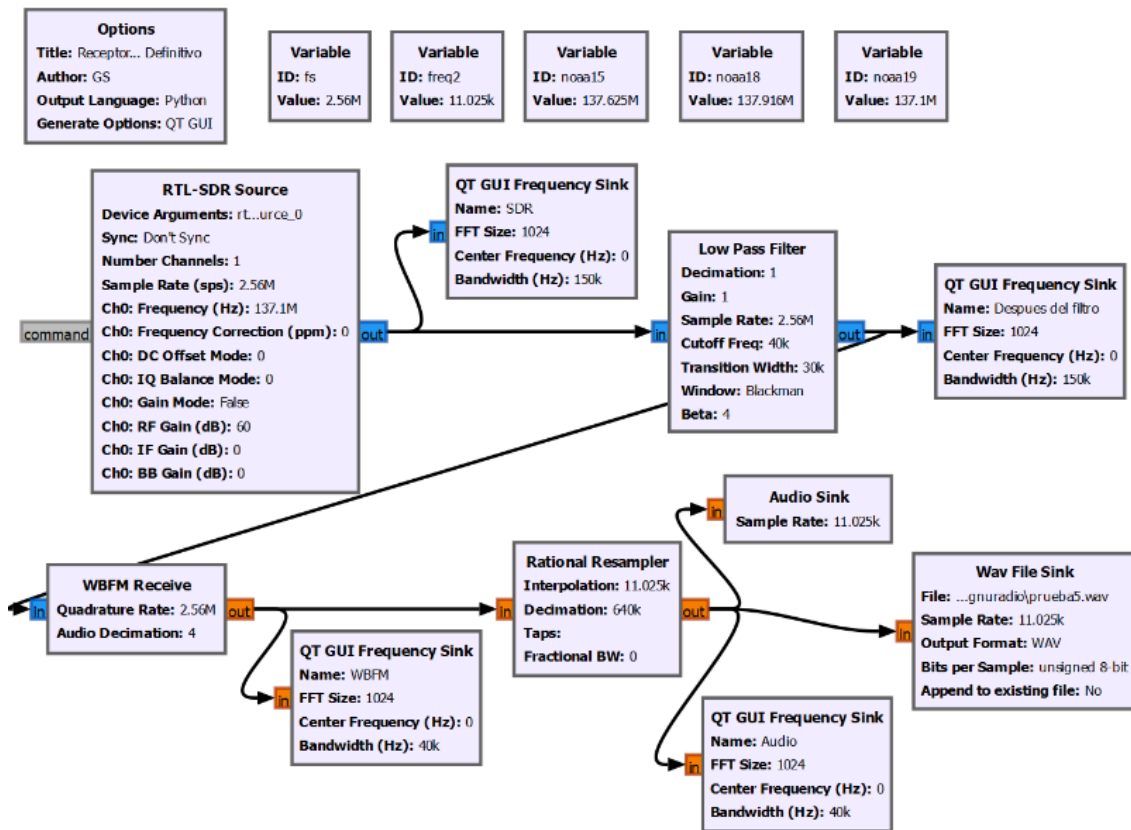 Options
Title: Receptor... Definitivo
Author: GS
Output Language: Python
Generate Options: QT GUI
Variable
ID: fs
Value: 2.56M
Variable
ID: freq2
Value: 11.025k
Variable
ID: noaa15
Value: 137.625M
Variable
ID: noaa18
Value: 137.916M
Variable
ID: noaa19
Value: 137.1M
RTL-SDR Source
Device Arguments: rt...urce_0
Sync: Don't Sync
Number Channels: 1
Sample Rate (sps): 2.56M
Ch0: Frequency (Hz): 137.1M
Ch0: Frequency Correction (ppm): 0
Ch0: DC Offset Mode: 0
Ch0: IQ Balance Mode: 0
Ch0: Gain Mode: False
Ch0: RF Gain (dB): 60
Ch0: IF Gain (dB): 0
Ch0: BB Gain (dB): 0
command
out
QT GUI Frequency Sink
Name: SDR
FFT Size: 1024
Center Frequency (Hz): 0
Bandwidth (Hz): 150k
in
Low Pass Filter
Decimation: 1
Gain: 1
Sample Rate: 2.56M
Cutoff Freq: 40k
Transition Width: 30k
Window: Blackman
Beta: 4
in
out
QT GUI Frequency Sink
Name: Despues del filtro
FFT Size: 1024
Center Frequency (Hz): 0
Bandwidth (Hz): 150k
in
WBFM Receive
Quadrature Rate: 2.56M
Audio Decimation: 4
in
out
QT GUI Frequency Sink
Name: WBFM
FFT Size: 1024
Center Frequency (Hz): 0
Bandwidth (Hz): 40k
in
Rational Resampler
Interpolation: 11.025k
Decimation: 640k
Taps:
Fractional BW: 0
in
out
Audio Sink
Sample Rate: 11.025k
in
Wav File Sink
File: ...gnuradio\prueba5.wav
Sample Rate: 11.025k
Output Format: WAV
Bits per Sample: unsigned 8-bit
Append to existing file: No
in
QT GUI Frequency Sink
Name: Audio
FFT Size: 1024
Center Frequency (Hz): 0
Bandwidth (Hz): 40k
in